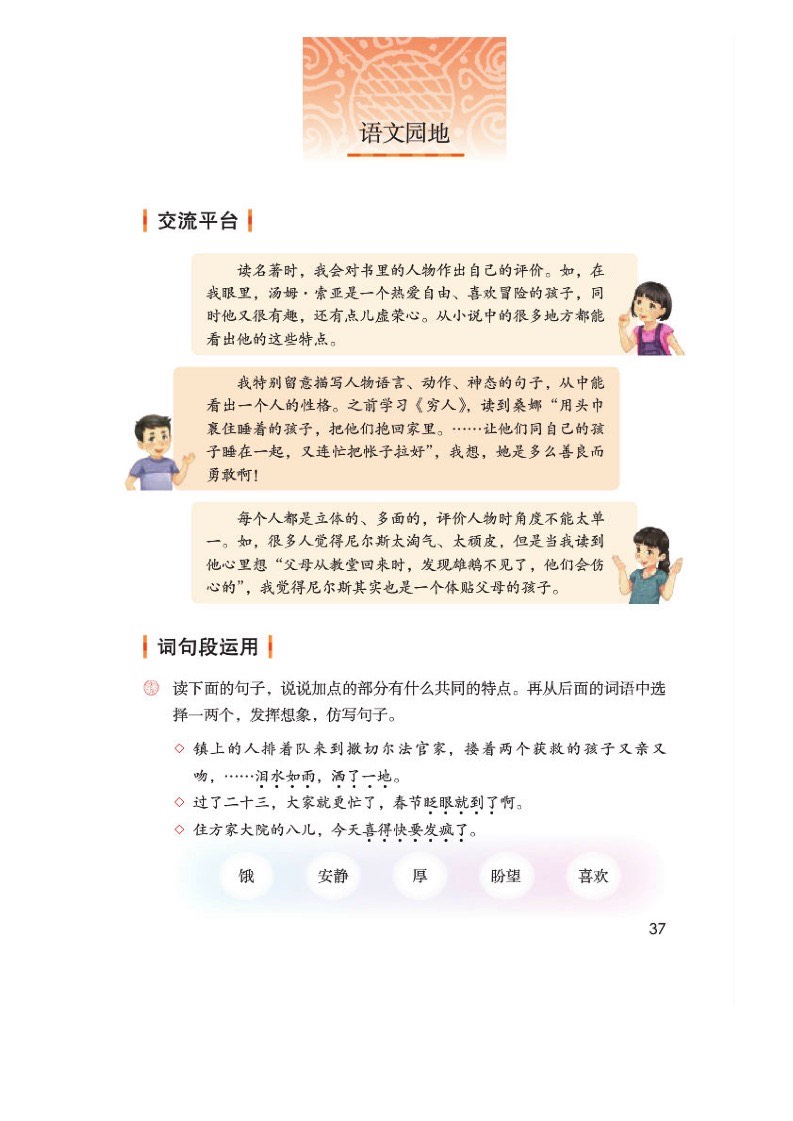 语文园地
交流平台
读名著时，我会对书里的人物作出自己的评价。如，在
我眼里，汤姆·索亚是一个热爱自由、喜欢冒险的孩子，同
时他又很有趣，还有点儿虚荣心。从小说中的很多地方都能
看出他的这些特点。
我特别留意描写人物语言、动作、神态的句子，从中能
看出一个人的性格。之前学习《穷人》，读到桑娜“用头巾
裹住睡着的孩子，把他们抱回家里。……让他们同自己的孩
子睡在一起，又连忙把帐子拉好”，我想，她是多么善良而
勇敢啊！
每个人都是立体的、多面的，评价人物时角度不能太单
一。如，很多人觉得尼尔斯太淘气、太顽皮，但是当我读到
他心里想“父母从教堂回来时，发现雄鹅不见了，他们会伤
心的”，我觉得尼尔斯其实也是一个体贴父母的孩子。
词句段运用
读下面的句子，说说加点的部分有什么共同的特点。再从后面的词语中选
择一两个，发挥想象，仿写句子。
◇ 镇上的人排着队来到撒切尔法官家，搂着两个获救的孩子又亲又
吻，……泪水如雨，洒了一地。
◇ 过了二十三，大家就更忙了，春节眨眼就到了啊。
◇ 住方家大院的八儿，今天喜得快要发疯了。
饿 安静 厚 盼望 喜欢
37